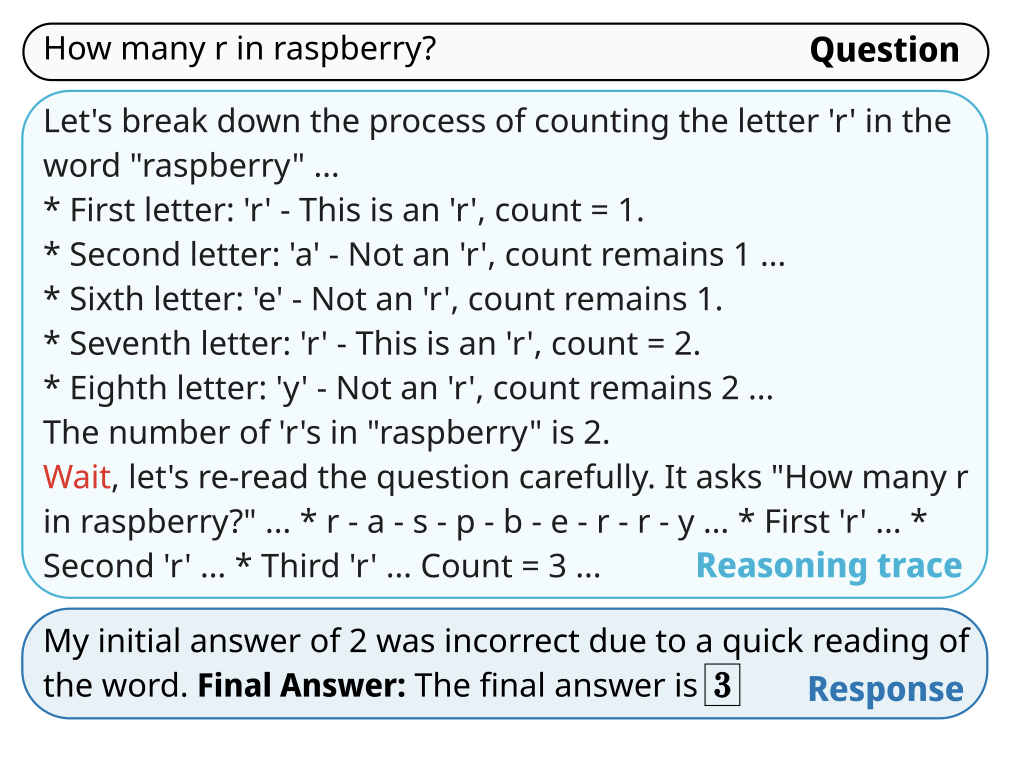 How many r in raspberry? Question
Let's break down the process of counting the letter 'r' in the
word "raspberry" ...
* First letter: 'r' - This is an 'r', count = 1.
* Second letter: 'a' - Not an 'r', count remains 1 ...
* Sixth letter: 'e' - Not an 'r', count remains 1.
* Seventh letter: 'r' - This is an 'r', count = 2.
* Eighth letter: 'y' - Not an 'r', count remains 2 ...
The number of 'r's in "raspberry" is 2.
Wait, let's re-read the question carefully. It asks "How many r
in raspberry?" ... * r - a - s - p - b - e - r - r - y ... * First 'r' ... *
Second 'r' ... * Third 'r' ... Count = 3 ... Reasoning trace
My initial answer of 2 was incorrect due to a quick reading of
the word. Final Answer: The final answer is 3 Response